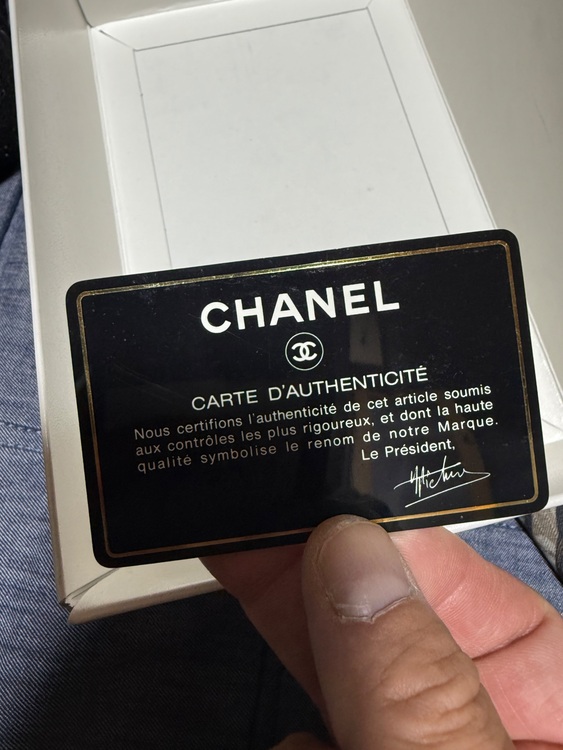 CHANEL
CARTE D'AUTHENTICITÉ
Nous certifions l'authenticité de cet article soumis
aux contrôles les plus rigoureux, et dont la haute
qualité symbolise le renom de notre Marque.
Le Président,